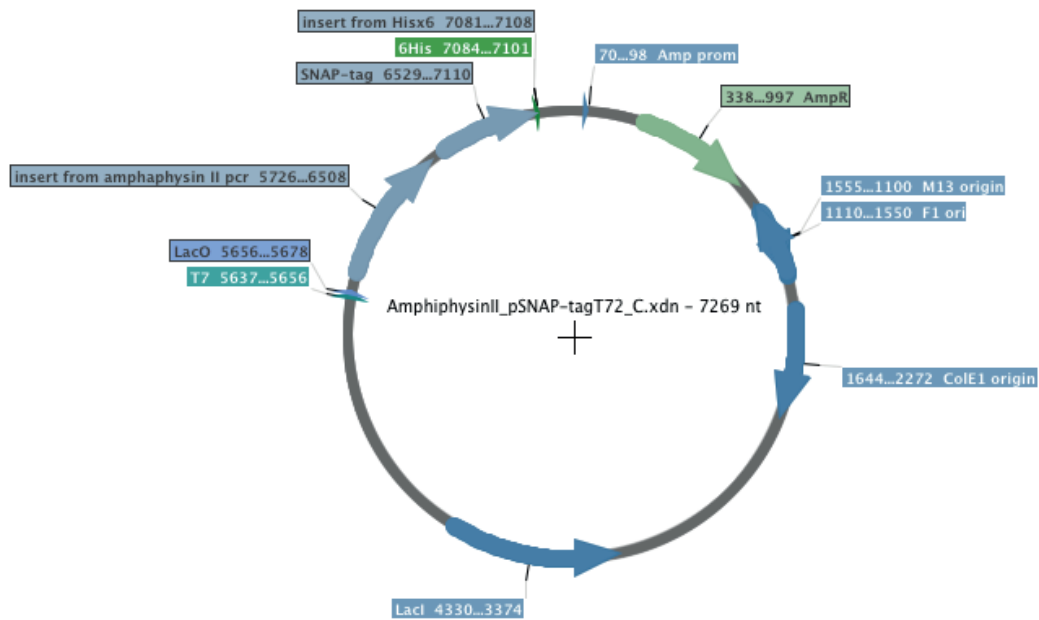 insert from Hisx6 7081...7108
6His 7084...7101
70...98 Amp prom
SNAP-tag 6529...7110
338...997 AmpR
insert from amphaphysin II pcr 5726...6508
1555...1100 M13 origin
1110...1550 F1 ori
LacO 5656...5678
T7 5637...5656
AmphiphysinII_pSNAP-tagT72_C.xdn - 7269 nt
1644...2272 ColE1 origin
LacI 4330...3374